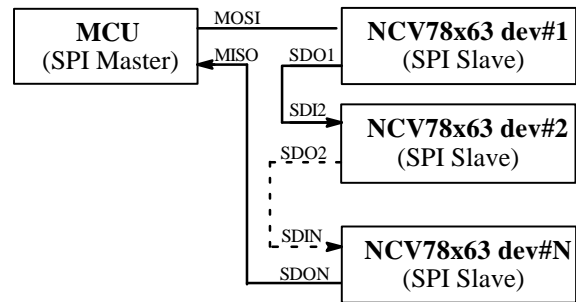 MCU
(SPI Master)
MOSI
MISO
NCV78x63 dev#1
(SPI Slave)
SDO1
SDI2
NCV78x63 dev#2
(SPI Slave)
SDO2
SDIN
NCV78x63 dev#N
(SPI Slave)
SDON